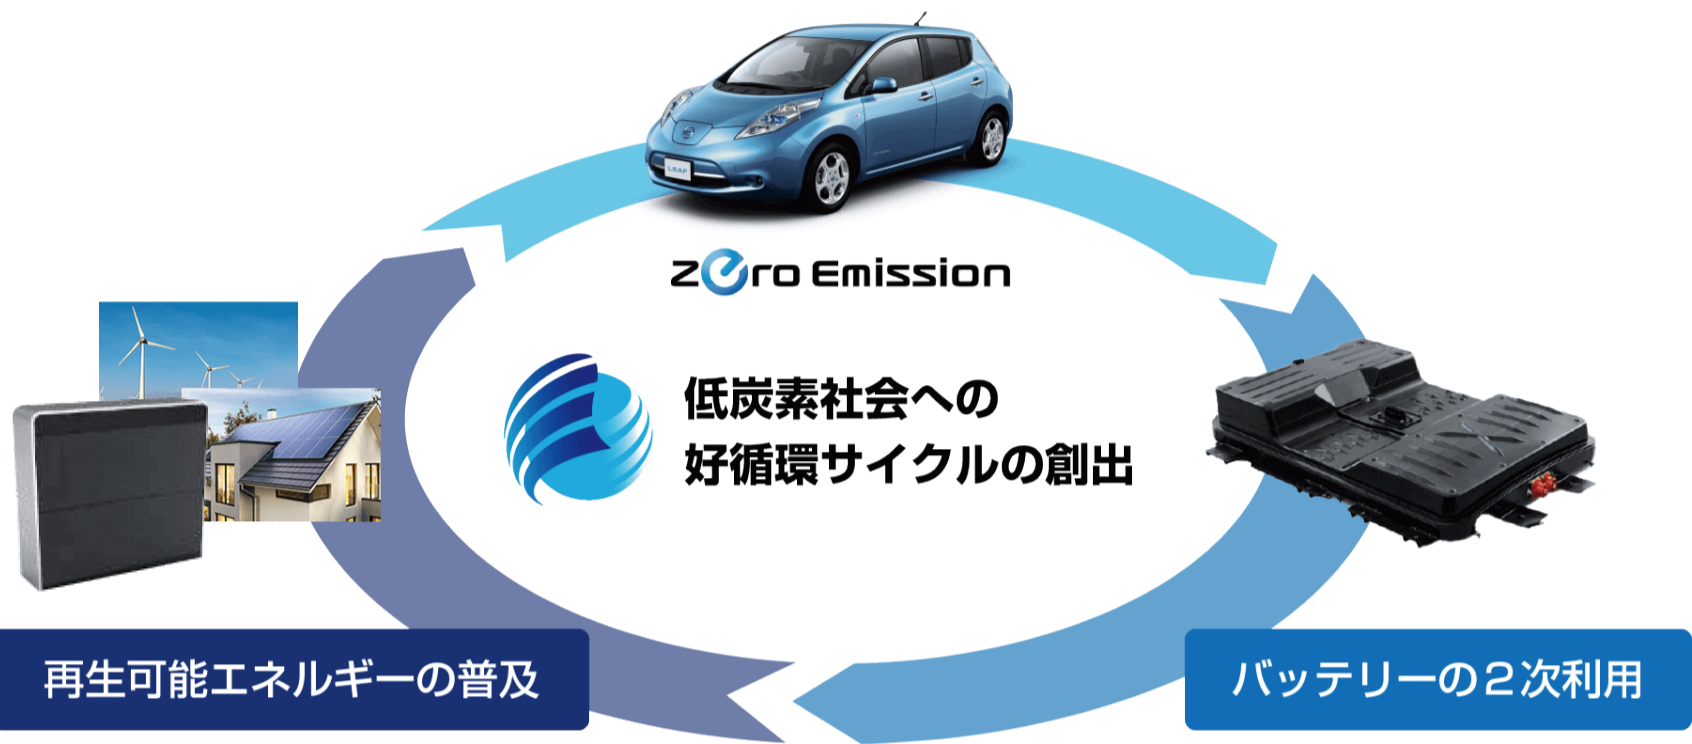 LEAF
Zero Emission
低炭素社会への
好循環サイクルの創出
再生可能エネルギーの普及
バッテリーの２次利用